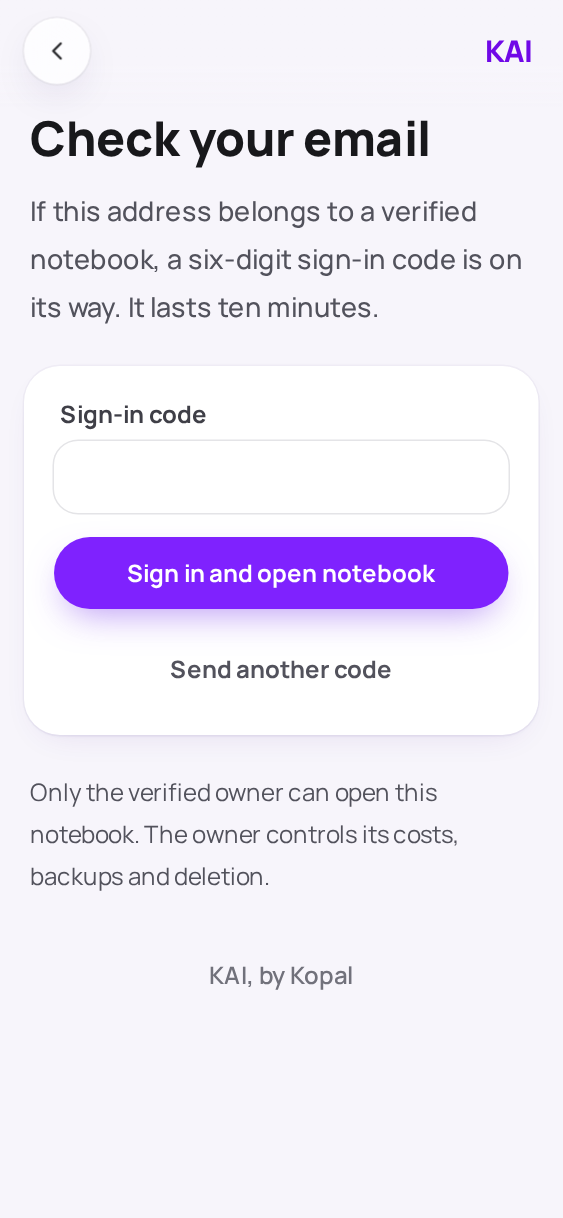 KAI
Check your email
If this address belongs to a verified
notebook, a six-digit sign-in code is on
its way. It lasts ten minutes.
Sign-in code
Sign in and open notebook
Send another code
Only the verified owner can open this
notebook. The owner controls its costs,
backups and deletion.
KAI, by Kopal